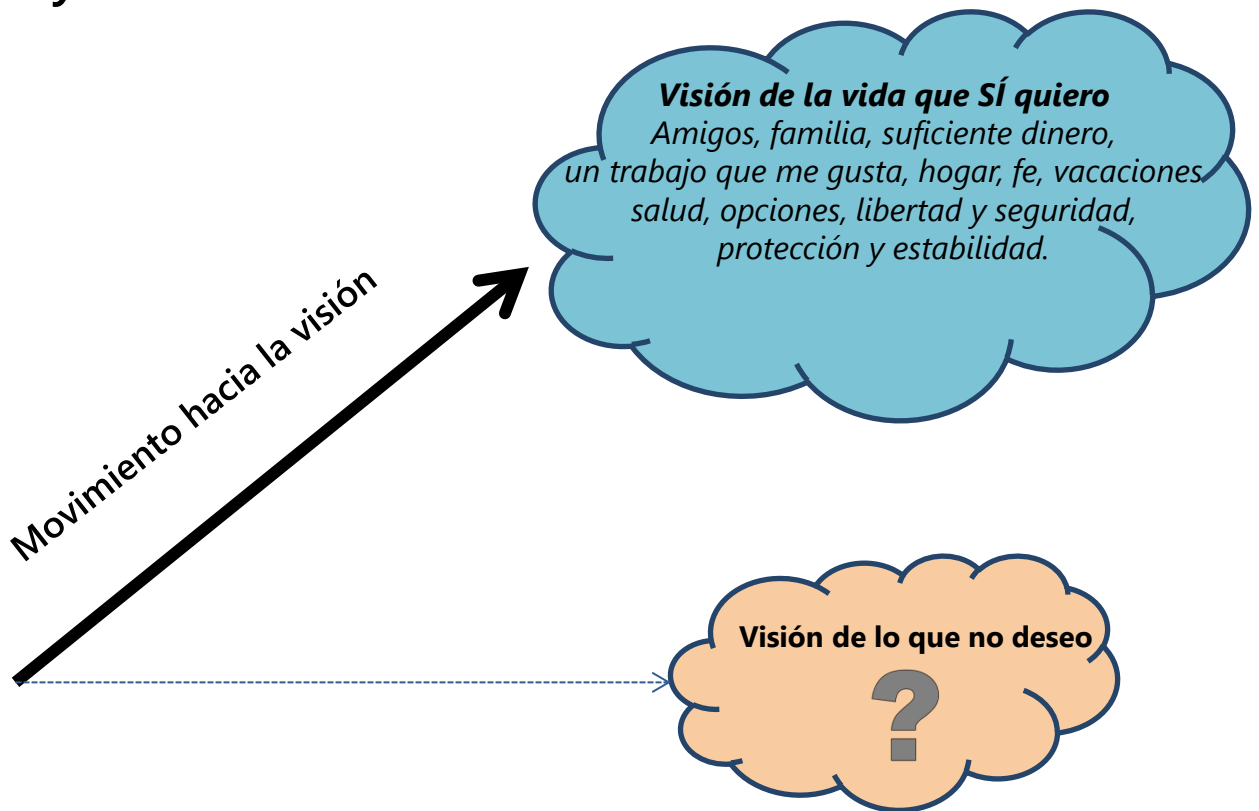 Visión de la vida que SÍ quiero
Amigos, familia, suficiente dinero,
un trabajo que me gusta, hogar, fe, vacaciones
salud, opciones, libertad y seguridad,
protección y estabilidad.
Movimiento hacia la visión
Visión de lo que no deseo
?